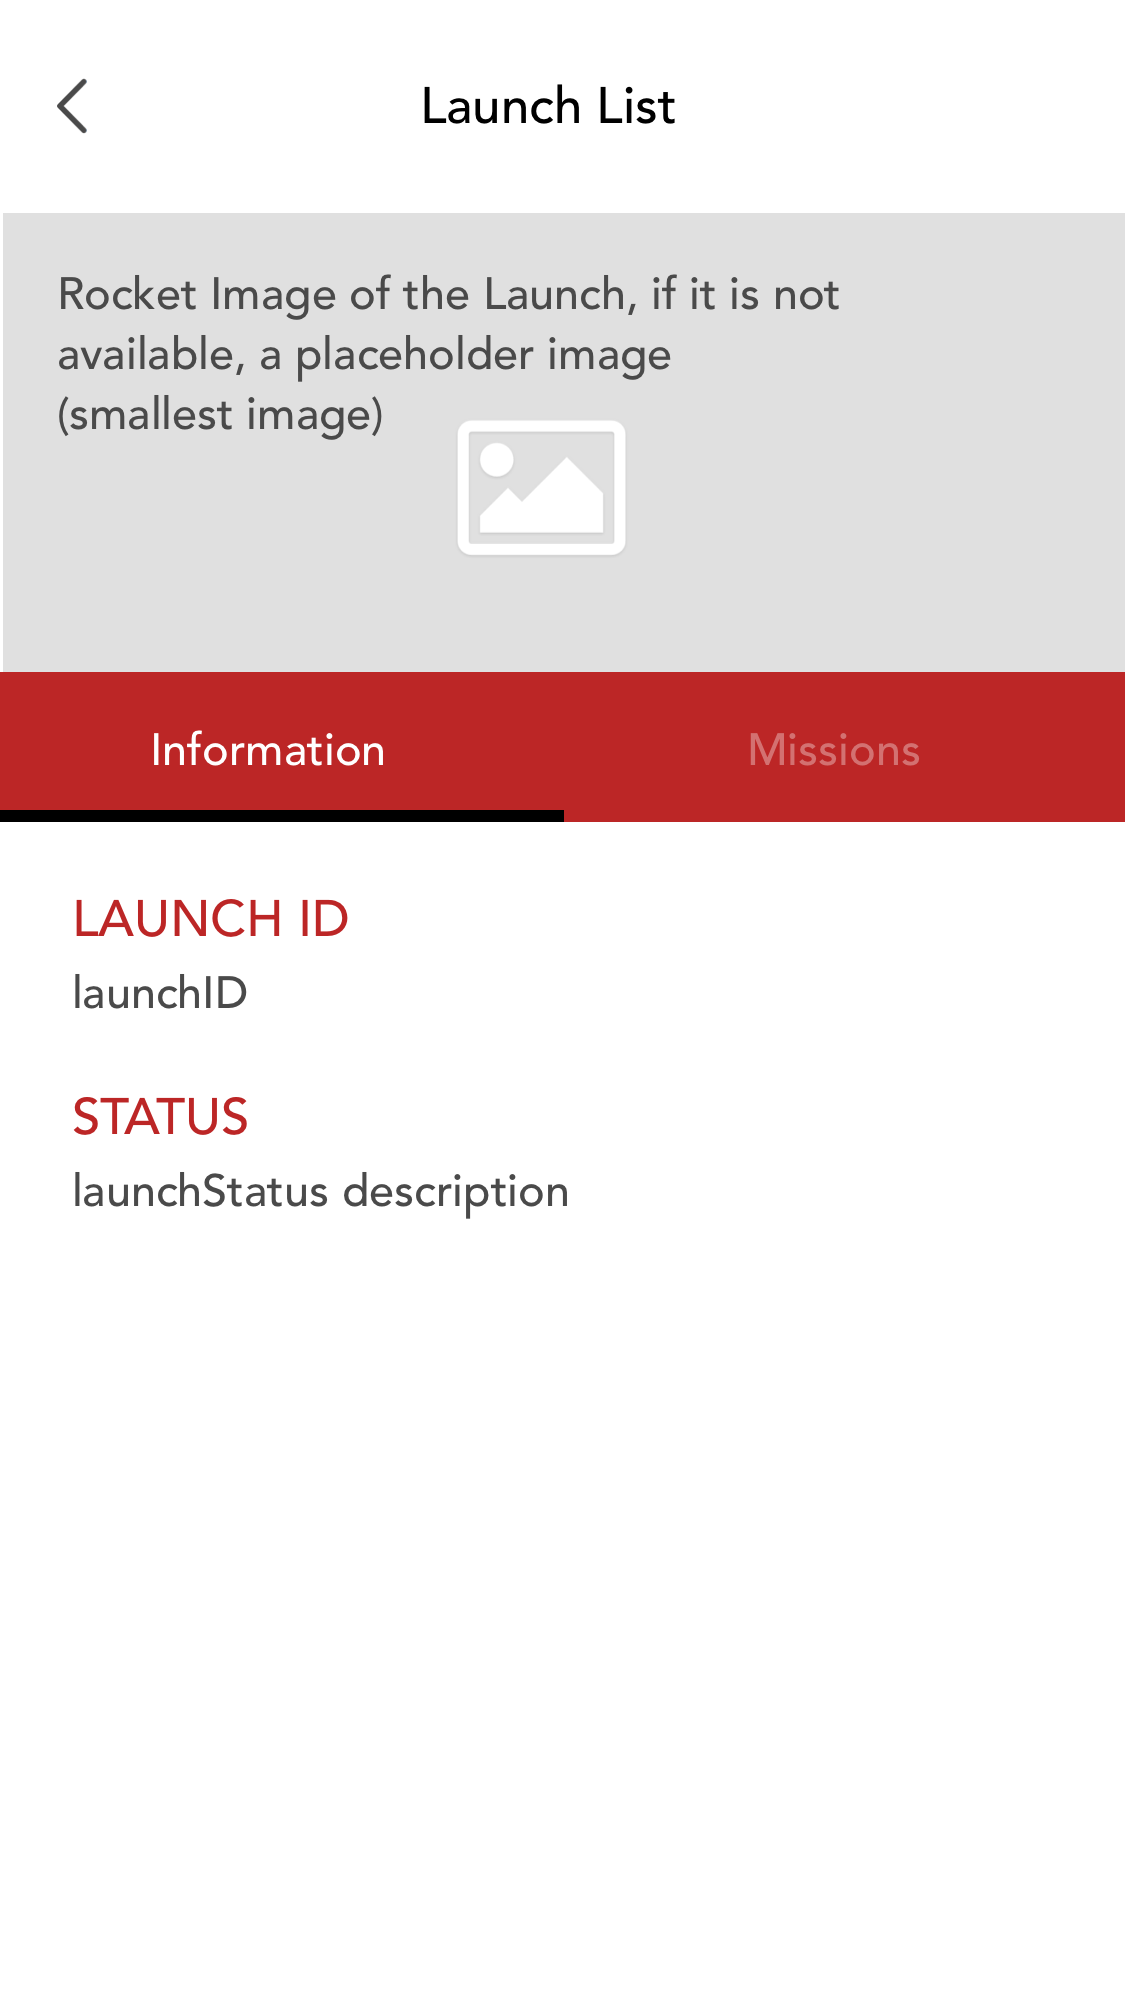 Launch List
Rocket Image of the Launch, if it is not
available, a placeholder image
(smallest image)
Information
Missions
LAUNCH ID
launchID
STATUS
launchStatus description